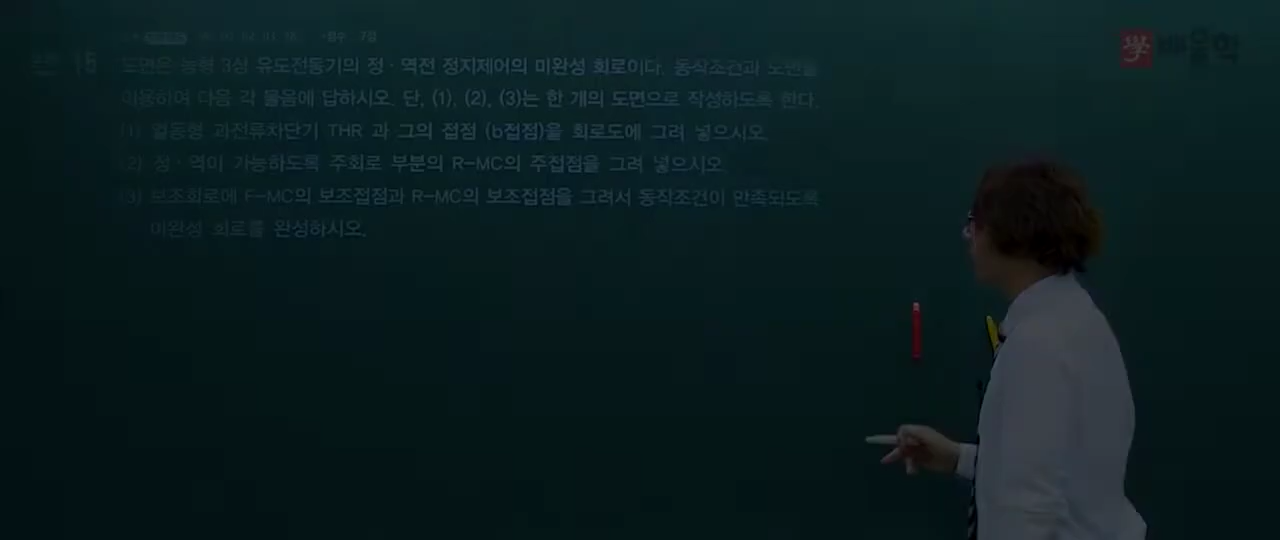 15
도면은 농형 3상 유도전동기의 정·역전 정지제어의 미완성 회로이다. 동작조건과 도면을
이용하여 다음 각 물음에 답하시오. 단, (1), (2), (3)는 한 개의 도면으로 작성하도록 한다.
(1) 열동형 과전류차단기 THR 과 그의 접점 (b접점)을 회로도에 그려 넣으시오.
(2) 정·역이 가능하도록 주회로 부분의 R-MC의 주접점을 그려 넣으시오.
(3) 보조회로에 F-MC의 보조접점과 R-MC의 보조접점을 그려서 동작조건이 만족되도록
미완성 회로를 완성하시오.
學 배울학